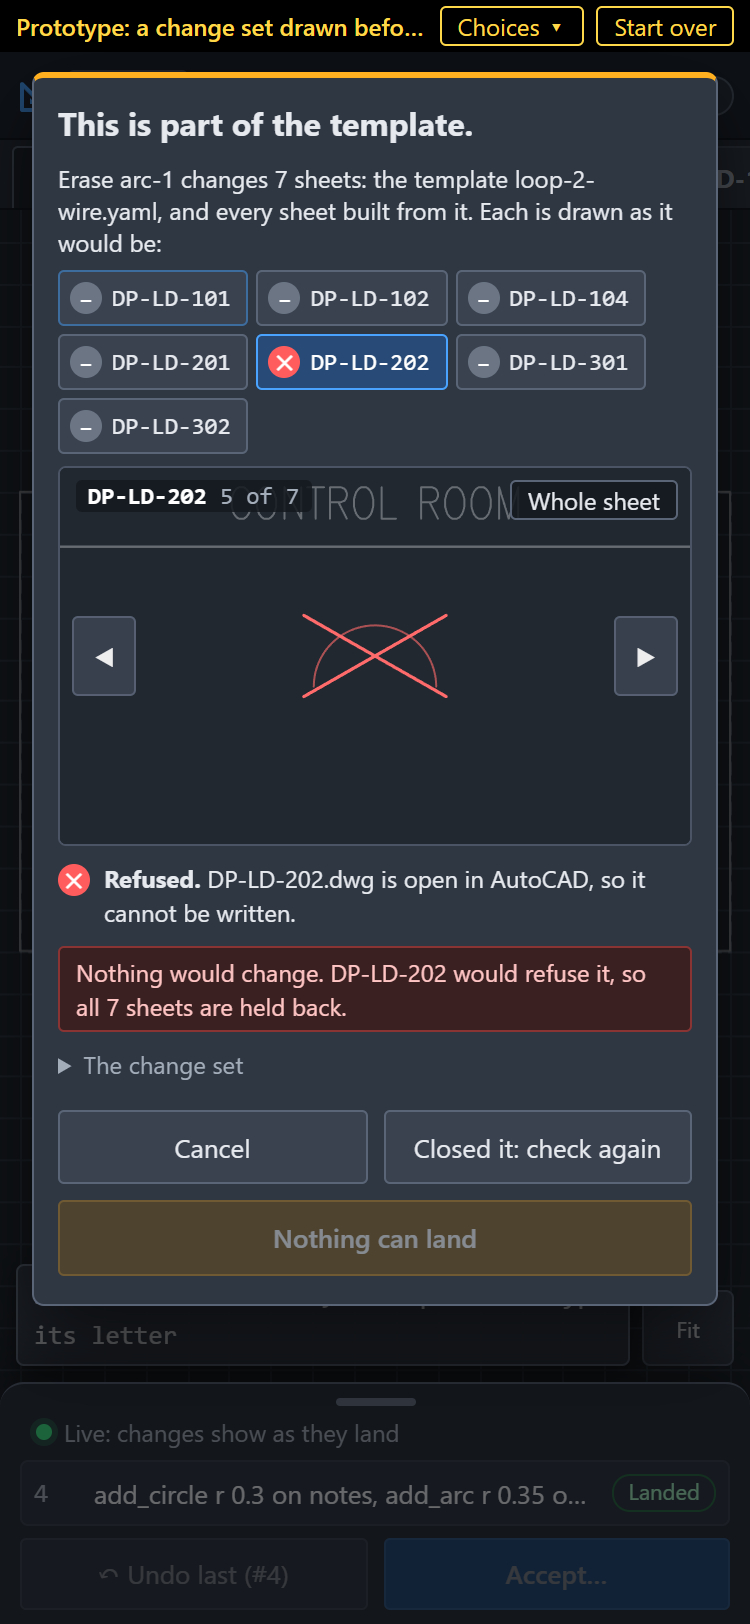 Prototype: a change set drawn befo...
Choices ▼
Start over
This is part of the template.
Erase arc-1 changes 7 sheets: the template loop-2-
wire.yaml, and every sheet built from it. Each is drawn as it
would be:
– DP-LD-101
– DP-LD-102
– DP-LD-104
– DP-LD-201
DP-LD-202
– DP-LD-301
– DP-LD-302
DP-LD-202 5 of 7
CONTROL ROOM
Whole sheet
◀
▶
Refused. DP-LD-202.dwg is open in AutoCAD, so it
cannot be written.
Nothing would change. DP-LD-202 would refuse it, so
all 7 sheets are held back.
▶ The change set
Cancel
Closed it: check again
Nothing can land
its letter
Fit
Live: changes show as they land
4 add_circle r 0.3 on notes, add_arc r 0.35 o... Landed
Undo last (#4)
Accept...